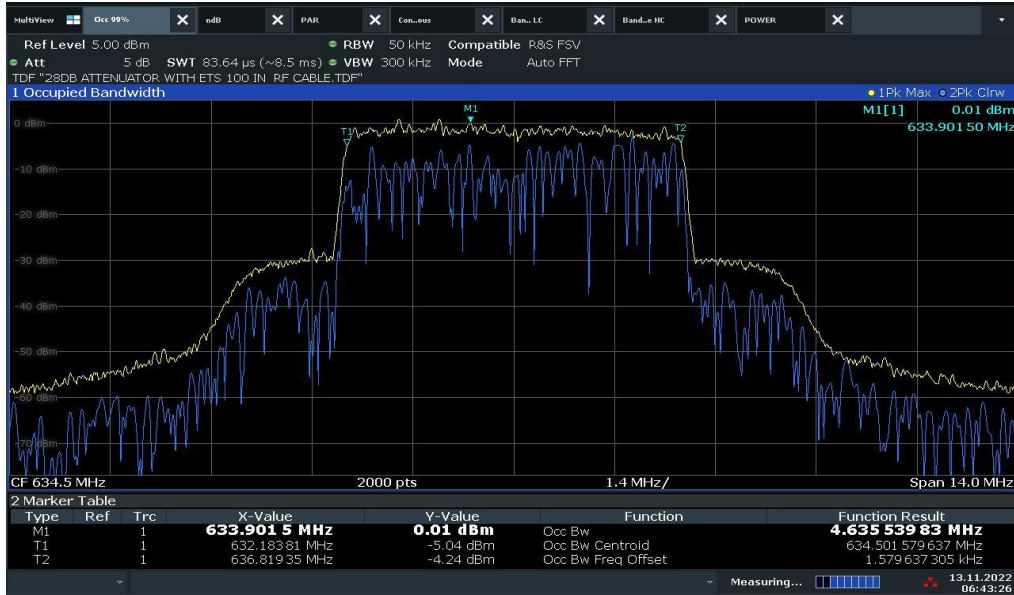 MultiView Occ 99% ndB PAR Con..ous Ban.. LC Band..e HC POWER
Ref Level 5.00 dBm RBW 50 kHz Compatible R&S FSV
Att 5 dB SWT 83.64 µs (~8.5 ms) VBW 300 kHz Mode Auto FFT
TDF "28DB ATTENUATOR WITH ETS 100 IN RF CABLE.TDF"
1 Occupied Bandwidth 1Pk Max 2Pk Clrw
M1[1] 0.01 dBm
633.90150 MHz
M1
0 dBm
T1 T2
-10 dBm
-20 dBm
-30 dBm
-40 dBm
-50 dBm
-60 dBm
-70 dBm
CF 634.5 MHz 2000 pts 1.4 MHz/ Span 14.0 MHz
2 Marker Table
Type Ref Trc X-Value Y-Value Function Function Result
M1 1 633.901 5 MHz 0.01 dBm Occ Bw 4.635 539 83 MHz
T1 1 632.183 81 MHz -5.04 dBm Occ Bw Centroid 634.501 579 637 MHz
T2 1 636.819 35 MHz -4.24 dBm Occ Bw Freq Offset 1.579 637 305 kHz
Measuring... 13.11.2022
06:43:26